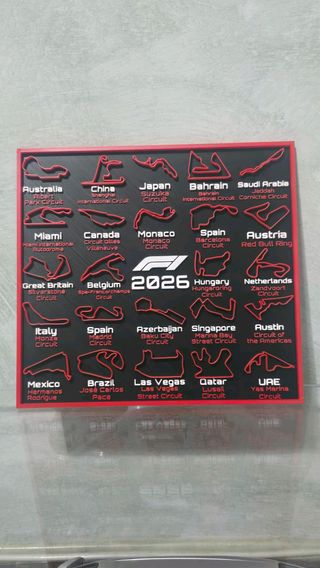 Australia
Albert
Park Circuit
China
Shanghai
International Circuit
Japan
Suzuka
Circuit
Bahrain
Bahrain
International Circuit
Saudi Arabia
Jeddah
Corniche Circuit
Miami
Miami International
Autodrome
Canada
Circuit Gilles
Villeneuve
Monaco
Monaco
Circuit
Spain
Barcelona
Circuit
Austria
Red Bull Ring
Great Britain
Silverstone
Circuit
Belgium
Spa-Francorchamps
Circuit
F1
2026
Hungary
Hungaroring
Circuit
Netherlands
Zandvoort
Circuit
Italy
Monza
Circuit
Spain
Madrid
Circuit
Azerbaijan
Baku City
Circuit
Singapore
Marina Bay
Street Circuit
Austin
Circuit of
the Americas
Mexico
Hermanos
Rodrigue
Brazil
José Carlos
Pace
Las Vegas
Las Vegas
Street Circuit
Qatar
Lusail
Circuit
UAE
Yas Marina
Circuit